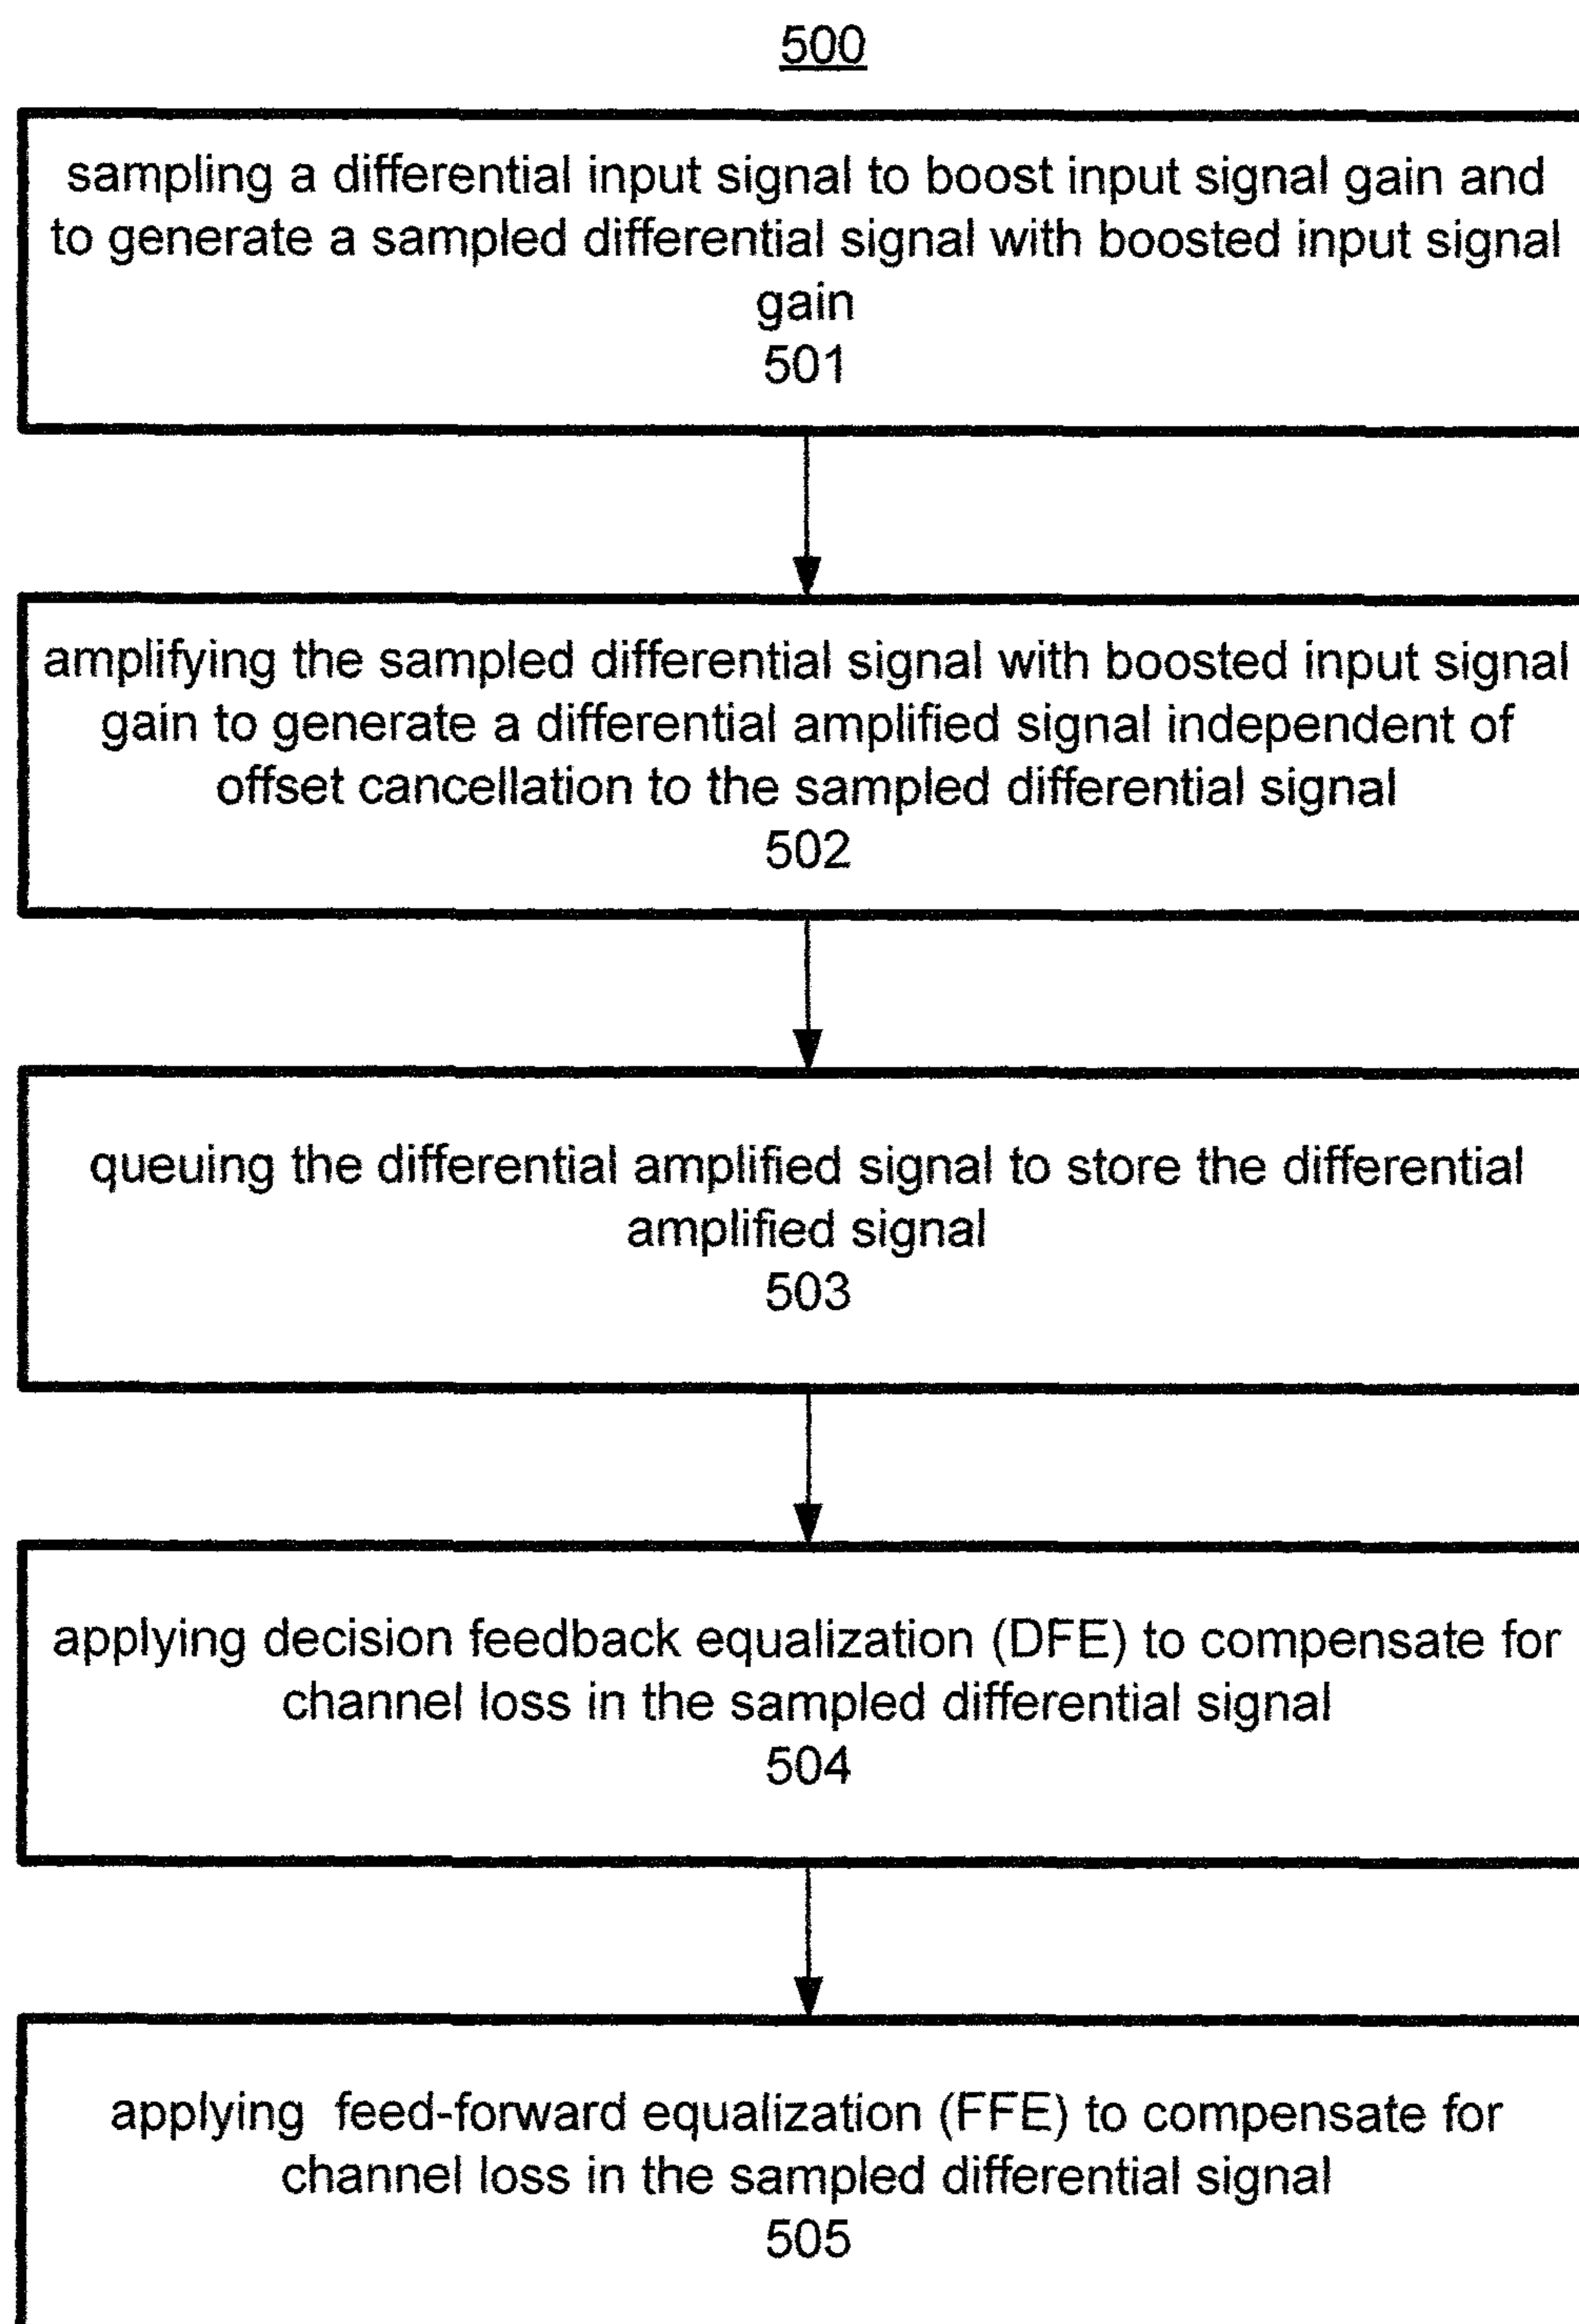 500
sampling a differential input signal to boost input signal gain and
to generate a sampled differential signal with boosted input signal
gain
501
amplifying the sampled differential signal with boosted input signal
gain to generate a differential amplified signal independent of
offset cancellation to the sampled differential signal
502
queuing the differential amplified signal to store the differential
amplified signal
503
applying decision feedback equalization (DFE) to compensate for
channel loss in the sampled differential signal
504
applying feed-forward equalization (FFE) to compensate for
channel loss in the sampled differential signal
505